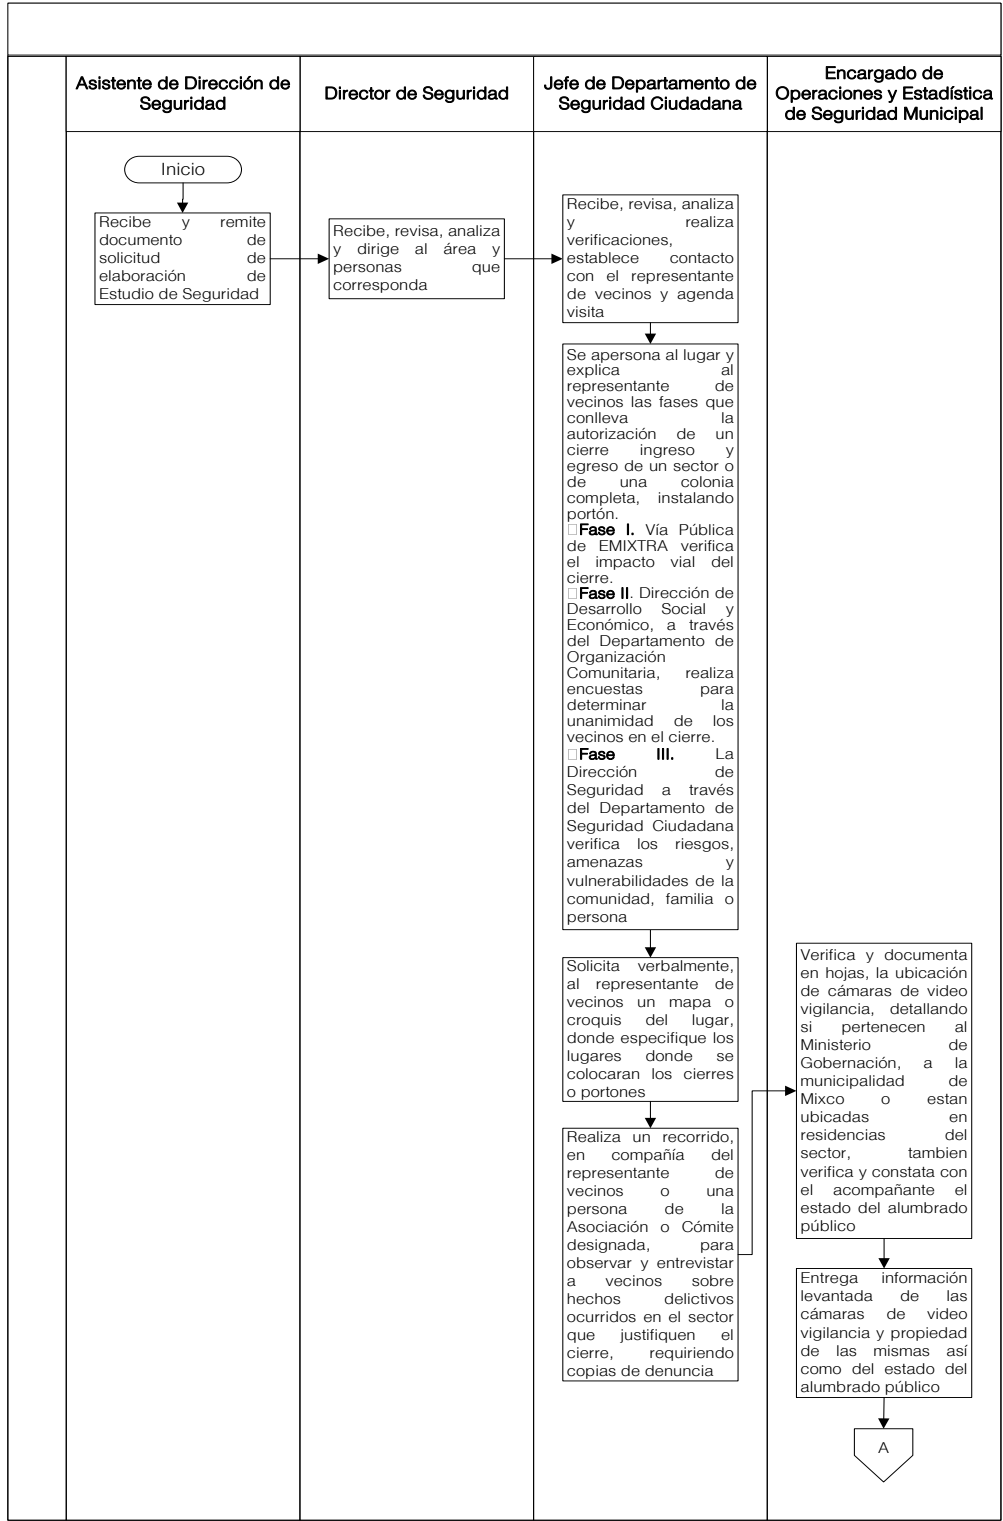 Asistente de Dirección de
Seguridad
Director de Seguridad
Jefe de Departamento de
Seguridad Ciudadana
Encargado de
Operaciones y Estadística
de Seguridad Municipal
Inicio
Recibe y remite
documento de
solicitud de
elaboración de
Estudio de Seguridad
Recibe, revisa, analiza
y dirige al área y
personas que
corresponda
Recibe, revisa, analiza
y realiza
verificaciones,
establece contacto
con el representante
de vecinos y agenda
visita
Se apersona al lugar y
explica al
representante de
vecinos las fases que
conlleva la
autorización de un
cierre ingreso y
egreso de un sector o
de una colonia
completa, instalando
portón.
Fase I. Vía Pública
de EMIXTRA verifica
el impacto vial del
cierre.
Fase II. Dirección de
Desarrollo Social y
Económico, a través
del Departamento de
Organización
Comunitaria, realiza
encuestas para
determinar la
unanimidad de los
vecinos en el cierre.
Fase III. La
Dirección de
Seguridad a través
del Departamento de
Seguridad Ciudadana
verifica los riesgos,
amenazas y
vulnerabilidades de la
comunidad, familia o
persona
Solicita verbalmente,
al representante de
vecinos un mapa o
croquis del lugar,
donde especifique los
lugares donde se
colocaran los cierres
o portones
Realiza un recorrido,
en compañía del
representante de
vecinos o una
persona de la
Asociación o Cómite
designada, para
observar y entrevistar
a vecinos sobre
hechos delictivos
ocurridos en el sector
que justifiquen el
cierre, requiriendo
copias de denuncia
Verifica y documenta
en hojas, la ubicación
de cámaras de video
vigilancia, detallando
si pertenecen al
Ministerio de
Gobernación, a la
municipalidad de
Mixco o estan
ubicadas en
residencias del
sector, tambien
verifica y constata con
el acompañante el
estado del alumbrado
público
Entrega información
levantada de las
cámaras de video
vigilancia y propiedad
de las mismas así
como del estado del
alumbrado público
A